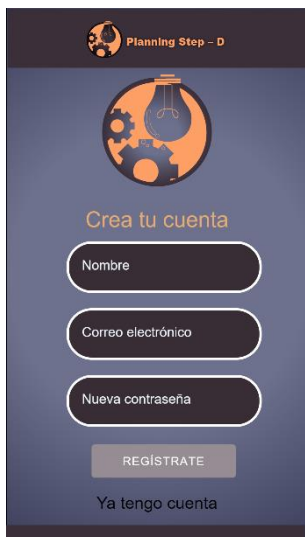 Planning Step – D
Crea tu cuenta
Nombre
Correo electrónico
Nueva contraseña
REGÍSTRATE
Ya tengo cuenta